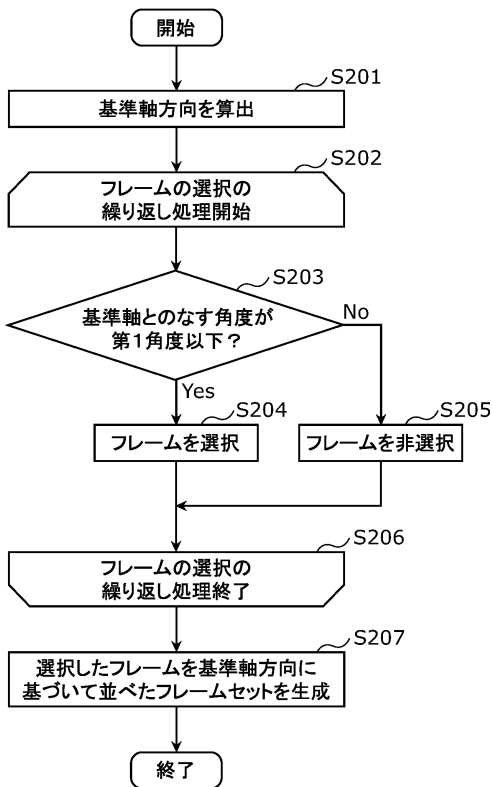 開始
S201
基準軸方向を算出
S202
フレームの選択の
繰り返し処理開始
S203
基準軸とのなす角度が
第1角度以下？
No
Yes
S204
フレームを選択
S205
フレームを非選択
S206
フレームの選択の
繰り返し処理終了
S207
選択したフレームを基準軸方向に
基づいて並べたフレームセットを生成
終了